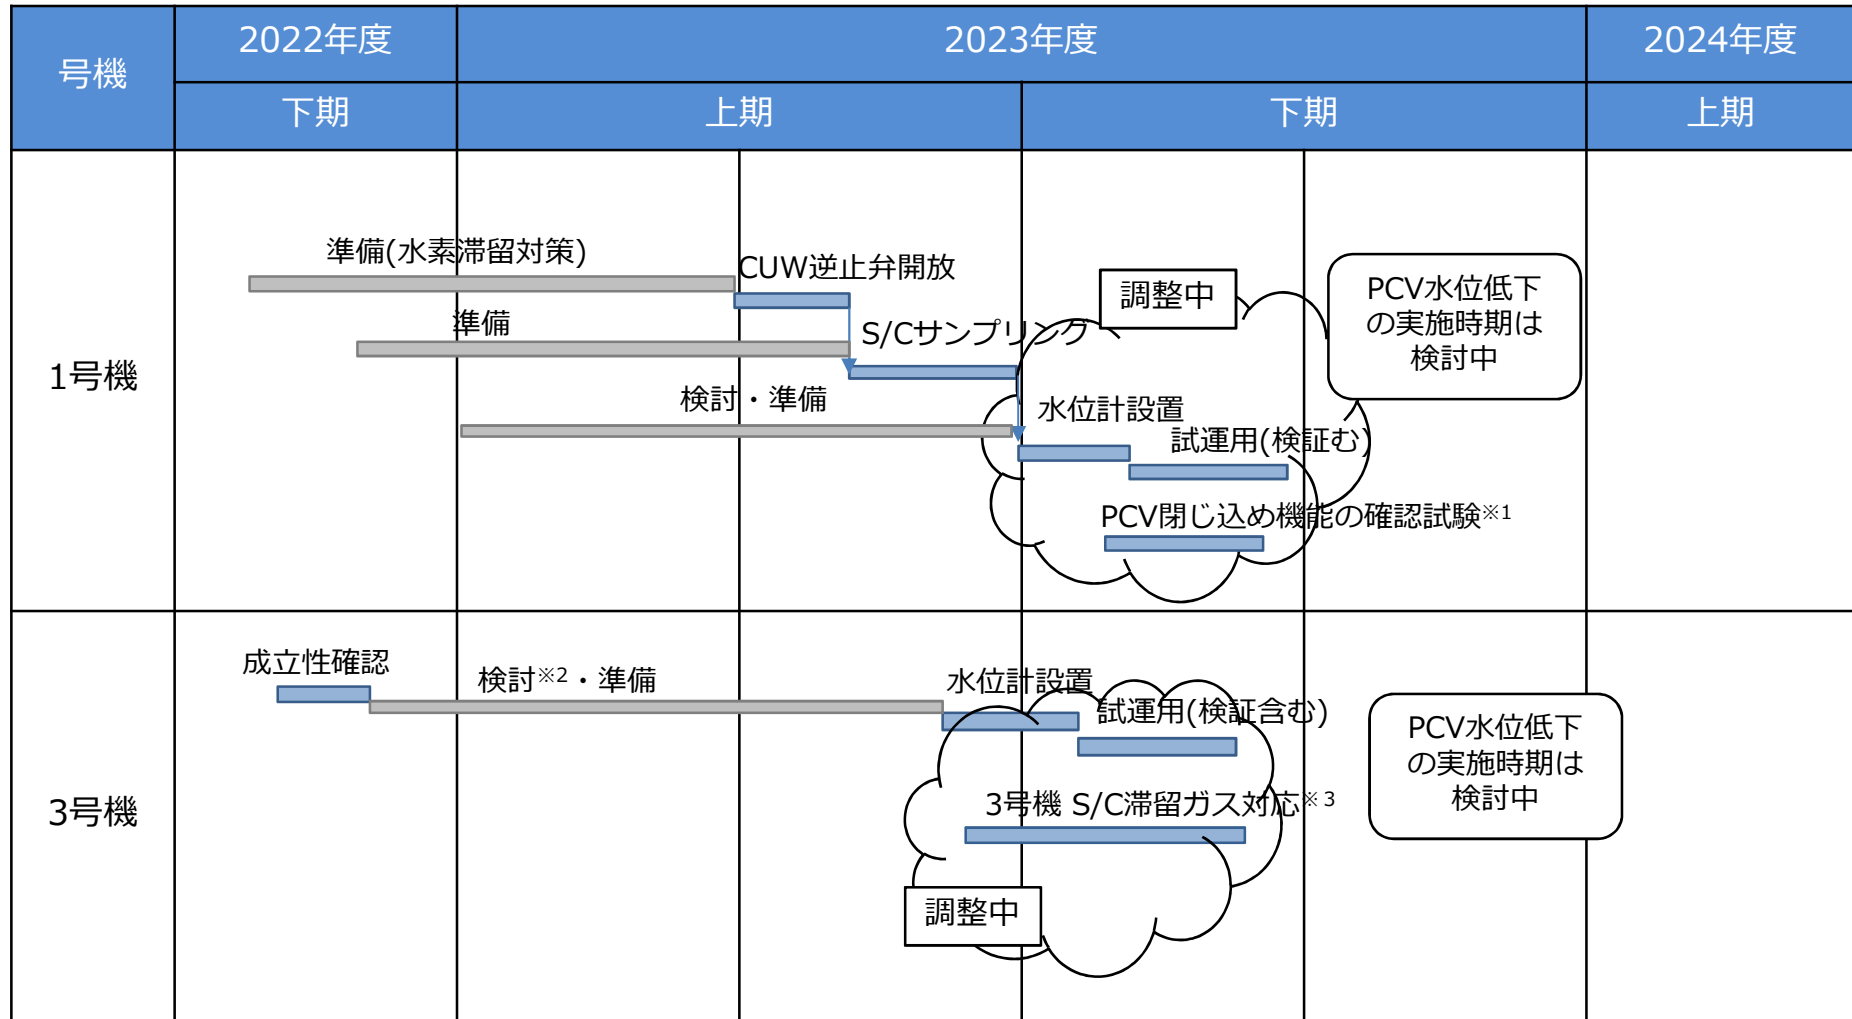 号機
2022年度
2023年度
2024年度
下期
上期
下期
上期
1号機
準備(水素滞留対策)
CUW逆止弁開放
準備
S/Cサンプリング
検討・準備
水位計設置
試運用(検証む)
PCV閉じ込め機能の確認試験※1
調整中
PCV水位低下
の実施時期は
検討中
3号機
成立性確認
検討※2・準備
水位計設置
試運用(検証含む)
3号機 S/C滞留ガス対応※3
調整中
PCV水位低下
の実施時期は
検討中